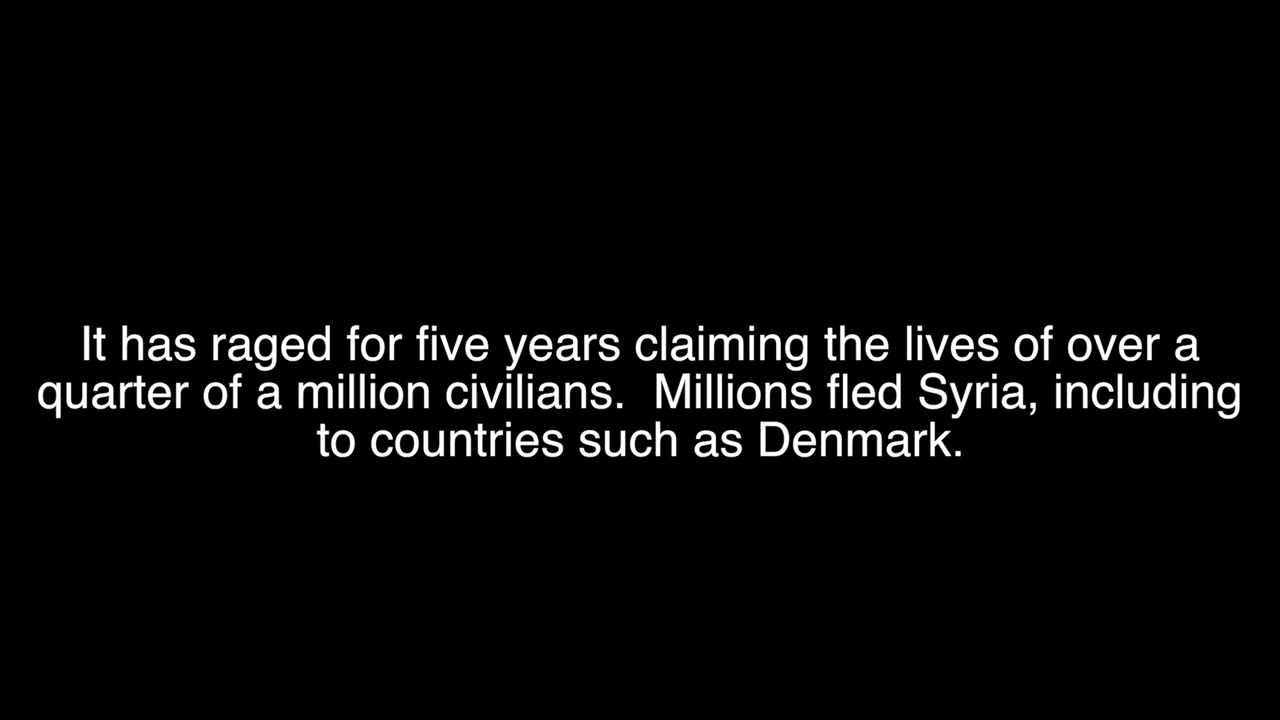 It has raged for five years claiming the lives of over a
quarter of a million civilians.  Millions fled Syria, including
to countries such as Denmark.